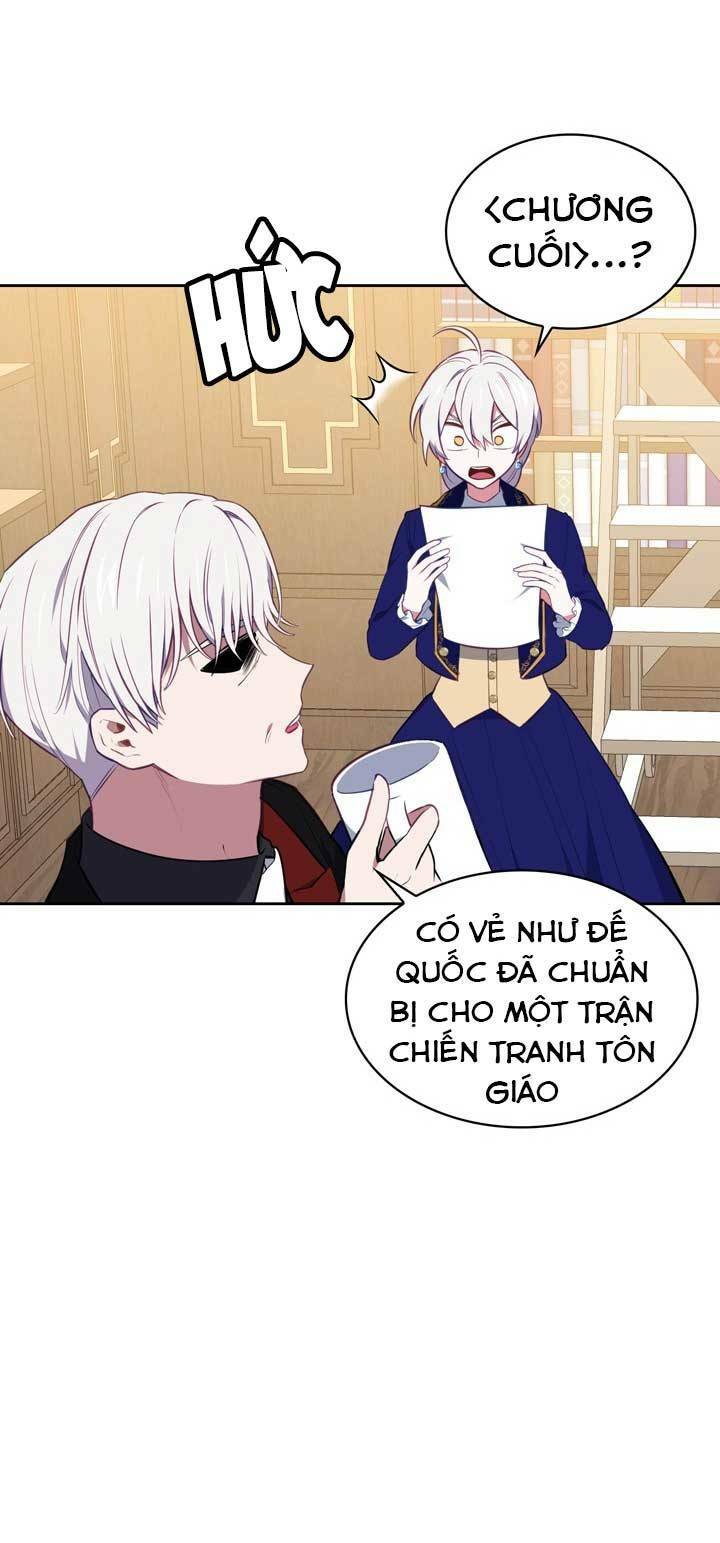 <CHƯƠNG
CUỐI>...?
HỨC
CÓ VẺ NHƯ ĐẾ
QUỐC ĐÃ CHUẨN
BỊ CHO MỘT TRẬN
CHIẾN TRANH TÔN
GIÁO